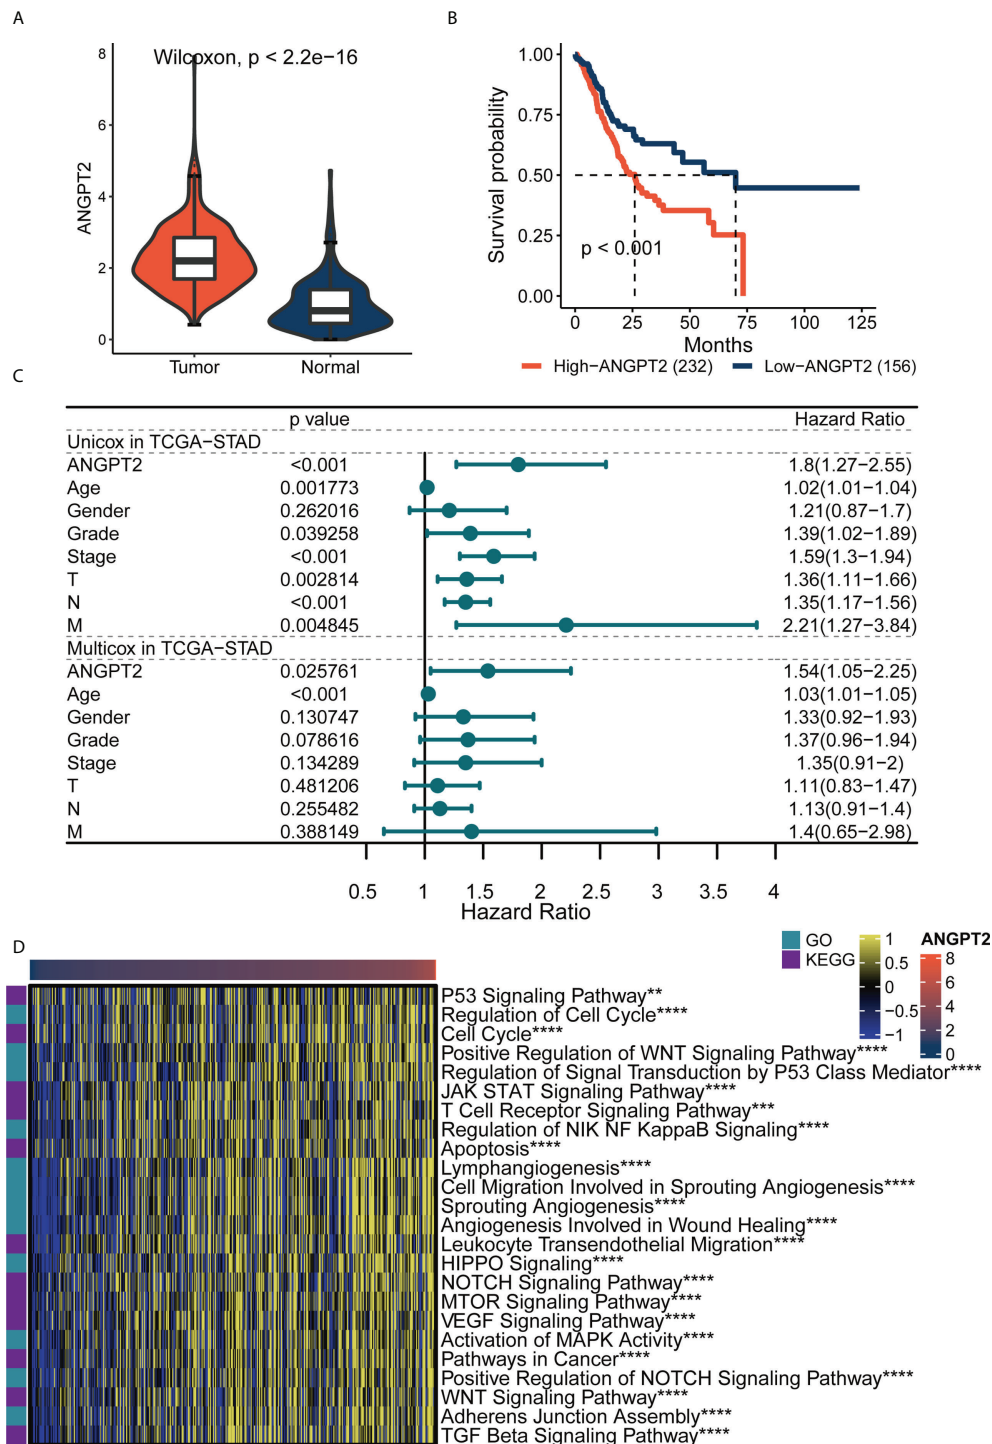 A
Wilcoxon, p < 2.2e−16
8
6
4
2
0
ANGPT2
Tumor Normal
B
1.00
0.75
0.50
0.25
0.00
Survival probability
p < 0.001
0 25 50 75 100 125
Months
High−ANGPT2 (232) Low−ANGPT2 (156)
C
p value Hazard Ratio
Unicox in TCGA−STAD
ANGPT2 <0.001 1.8(1.27−2.55)
Age 0.001773 1.02(1.01−1.04)
Gender 0.262016 1.21(0.87−1.7)
Grade 0.039258 1.39(1.02−1.89)
Stage <0.001 1.59(1.3−1.94)
T 0.002814 1.36(1.11−1.66)
N <0.001 1.35(1.17−1.56)
M 0.004845 2.21(1.27−3.84)
Multicox in TCGA−STAD
ANGPT2 0.025761 1.54(1.05−2.25)
Age <0.001 1.03(1.01−1.05)
Gender 0.130747 1.33(0.92−1.93)
Grade 0.078616 1.37(0.96−1.94)
Stage 0.134289 1.35(0.91−2)
T 0.481206 1.11(0.83−1.47)
N 0.255482 1.13(0.91−1.4)
M 0.388149 1.4(0.65−2.98)
0.5 1 1.5 2 2.5 3 3.5 4
Hazard Ratio
D
GO
KEGG
1
0.5
0
−0.5
−1
ANGPT2
8
6
4
2
0
P53 Signaling Pathway**
Regulation of Cell Cycle****
Cell Cycle****
Positive Regulation of WNT Signaling Pathway****
Regulation of Signal Transduction by P53 Class Mediator****
JAK STAT Signaling Pathway****
T Cell Receptor Signaling Pathway***
Regulation of NIK NF KappaB Signaling****
Apoptosis****
Lymphangiogenesis****
Cell Migration Involved in Sprouting Angiogenesis****
Sprouting Angiogenesis****
Angiogenesis Involved in Wound Healing****
Leukocyte Transendothelial Migration****
HIPPO Signaling****
NOTCH Signaling Pathway****
MTOR Signaling Pathway****
VEGF Signaling Pathway****
Activation of MAPK Activity****
Pathways in Cancer****
Positive Regulation of NOTCH Signaling Pathway****
WNT Signaling Pathway****
Adherens Junction Assembly****
TGF Beta Signaling Pathway****